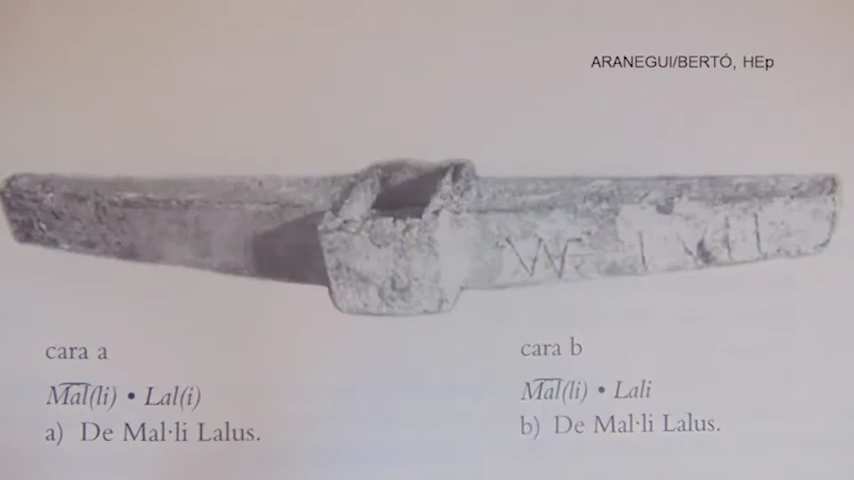 ARANEGUI/BERTÓ, HEp
cara a
Mal(li) • Lal(i)
a) De Mal·li Lalus.
cara b
Mal(li) • Lali
b) De Mal·li Lalus.